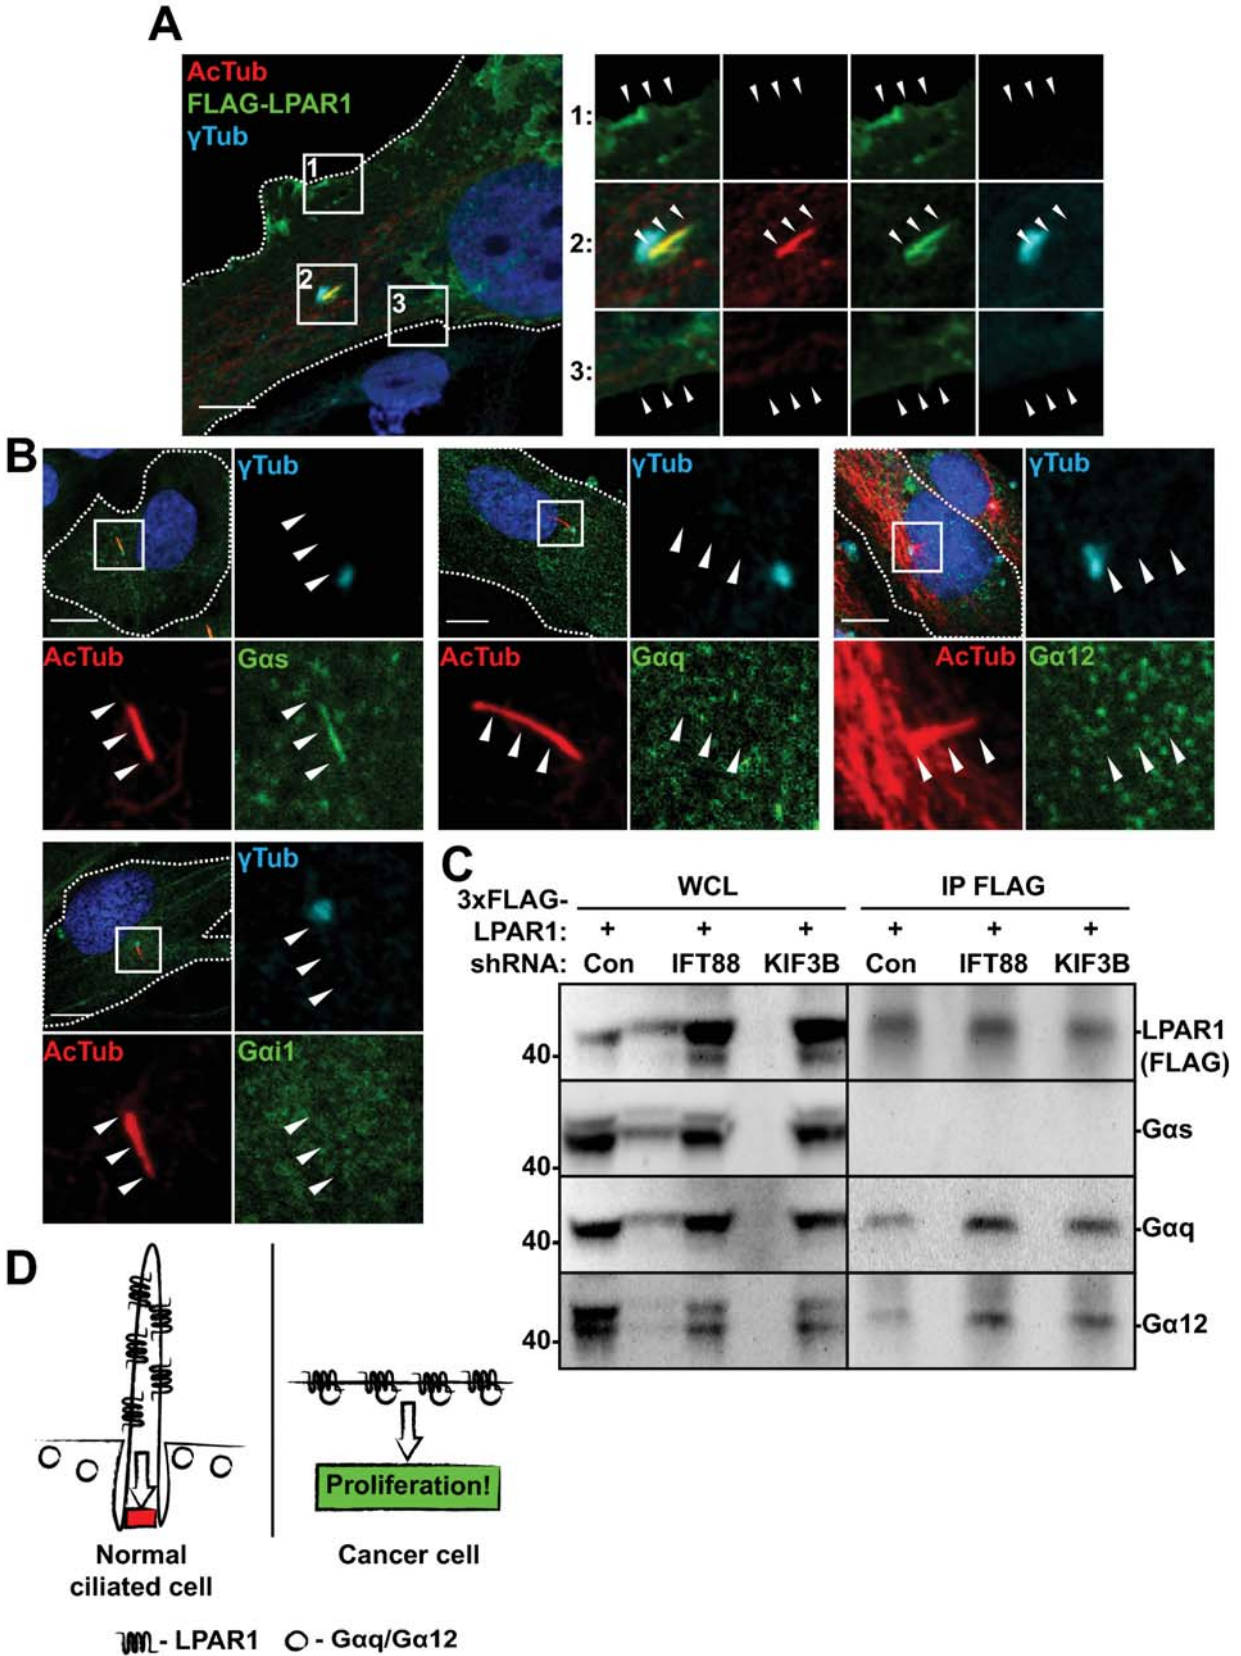 A
AcTub
FLAG-LPAR1
γTub
1
2
3
1:
2:
3:
B
γTub
γTub
γTub
AcTub
Gαs
AcTub
Gαq
AcTub
Gα12
γTub
AcTub
Gαi1
C
WCL
IP FLAG
3xFLAG-
LPAR1:
+ + + + + +
shRNA: Con IFT88 KIF3B Con IFT88 KIF3B
40-
-LPAR1
(FLAG)
40-
-Gαs
40-
-Gαq
40-
-Gα12
D
Proliferation!
Normal
ciliated cell
Cancer cell
- LPAR1
- Gαq/Gα12